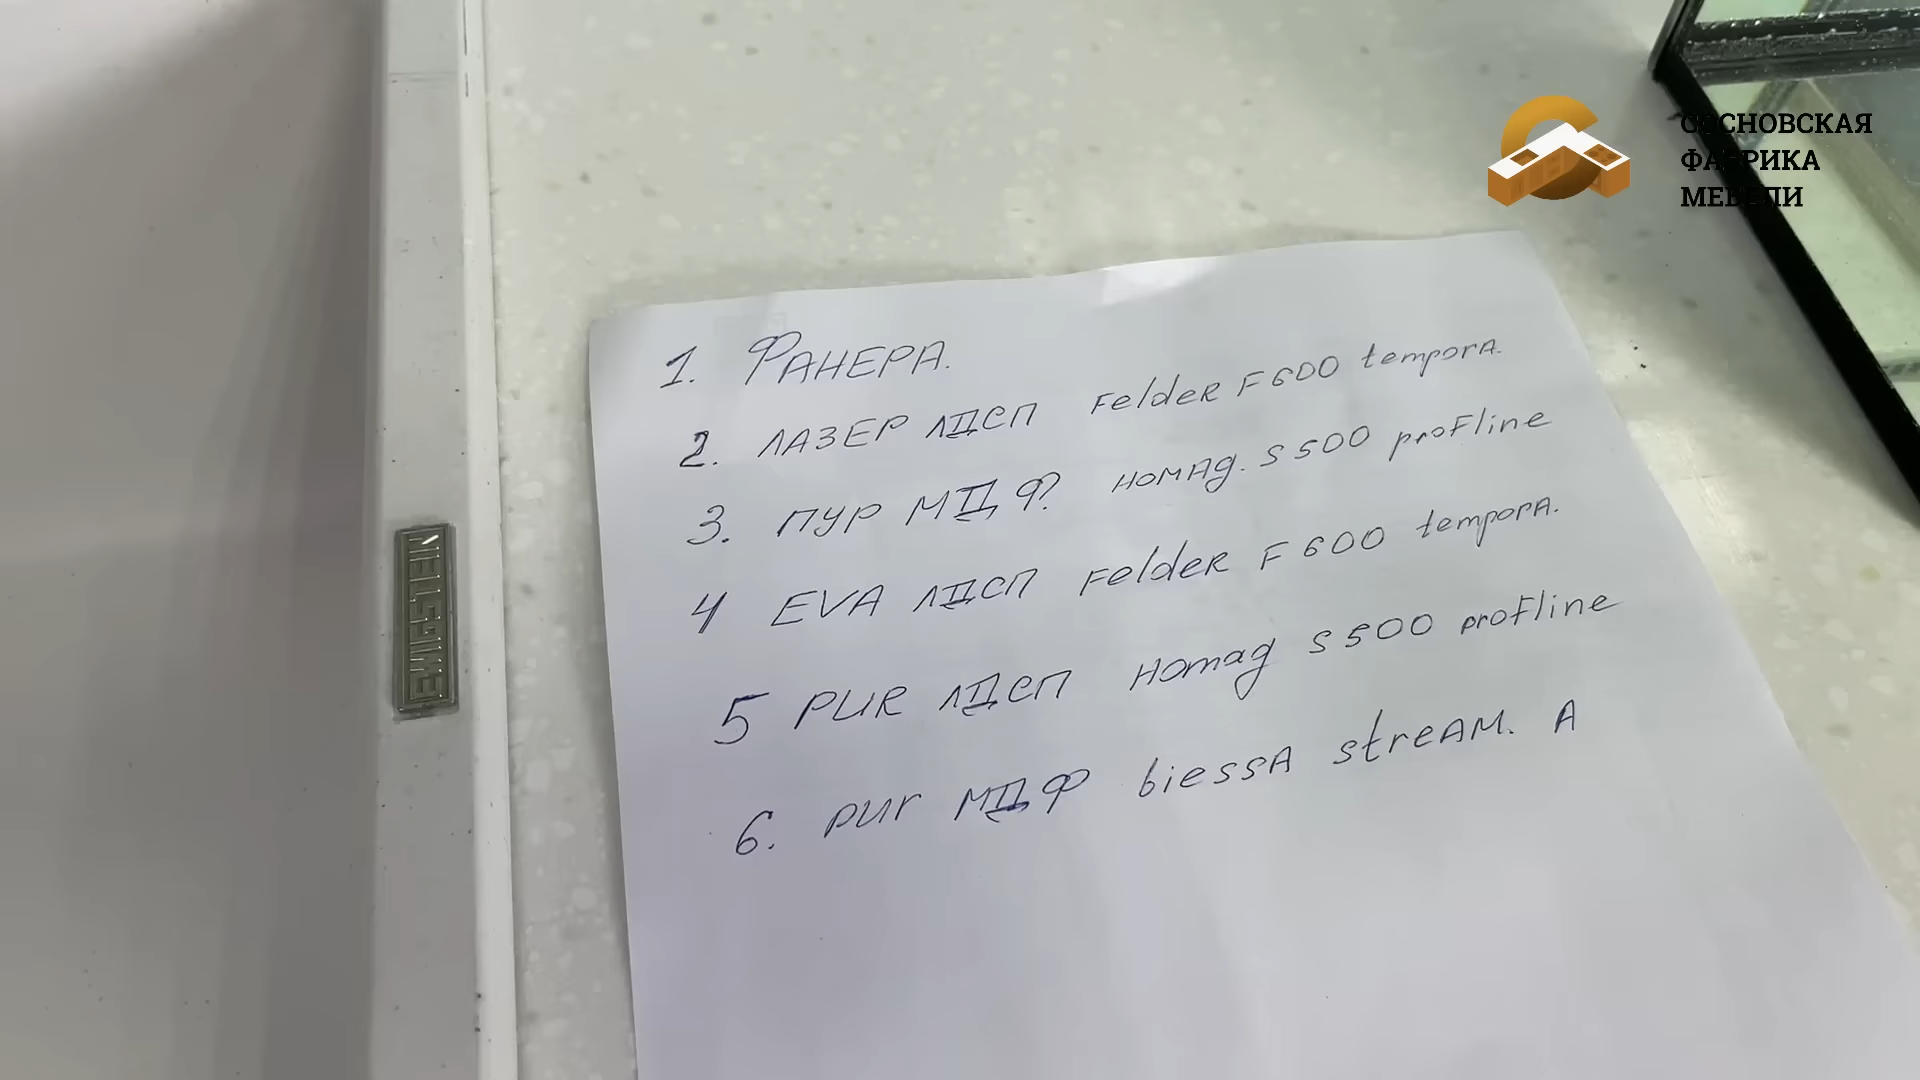 СОСНОВСКАЯ
ФАБРИКА
МЕБЕЛИ
1. ФАНЕРА.
2. ЛАЗЕР ЛДСП Felder F600 tempora.
3. ПУР МДФ? HOMAg. S500 profline
4 EVA ЛДСП Felder F600 tempora.
5 PUR ЛДСП Homag S500 profline
6. pur МДФ biessA streAM. A